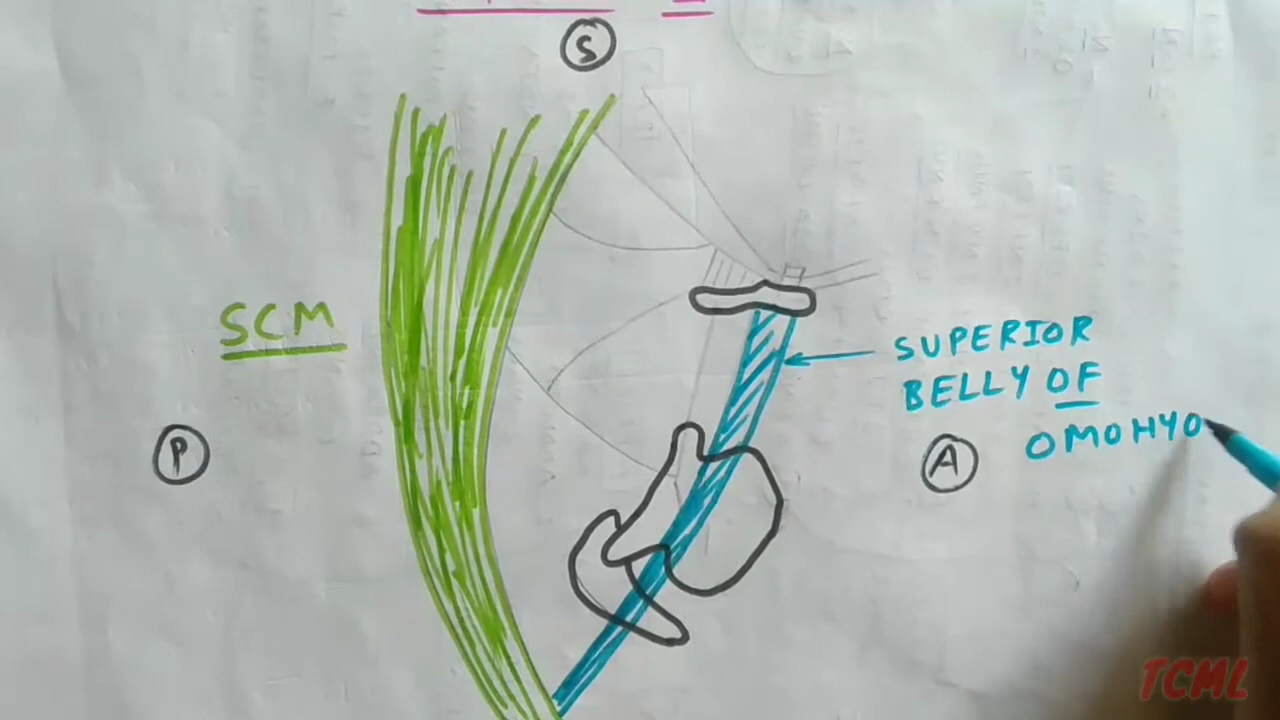 S
SCM
SUPERIOR
BELLY OF
OMOHYO
P
A
TCML